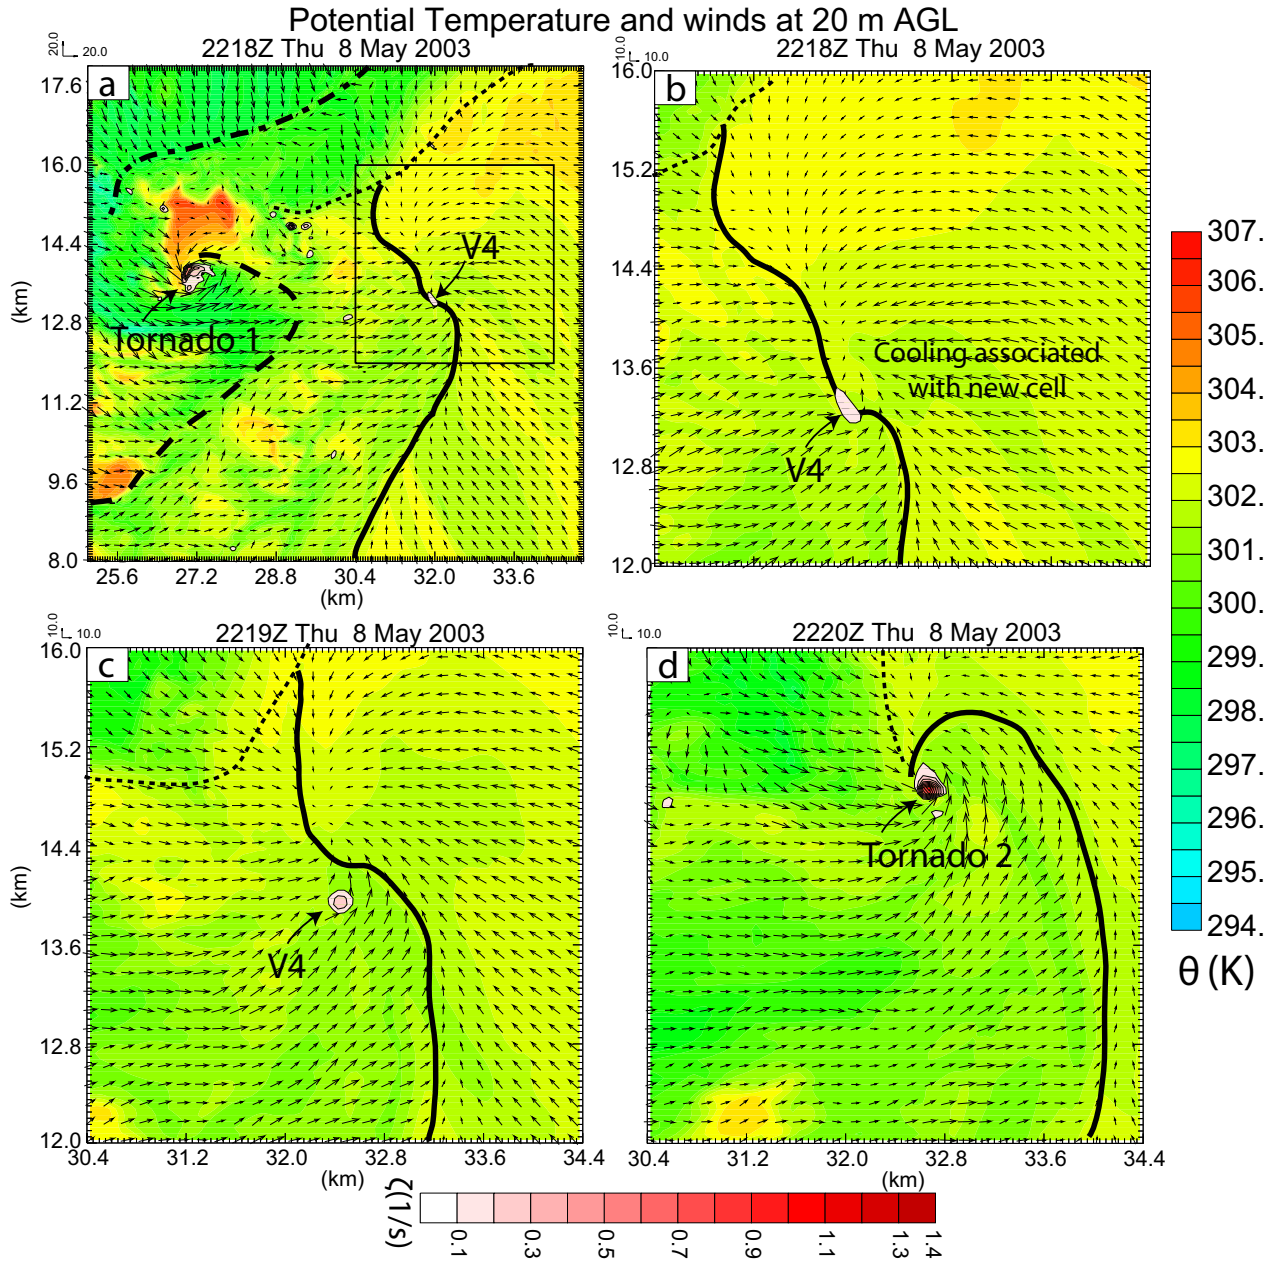 Potential Temperature and winds at 20 m AGL
2218Z Thu 8 May 2003
20.0
20.0
a
17.6
16.0
14.4
12.8
11.2
9.6
8.0
(km)
25.6 27.2 28.8 30.4 32.0 33.6
(km)
V4
Tornado 1
2218Z Thu 8 May 2003
10.0
10.0
b
16.0
15.2
14.4
13.6
12.8
12.0
Cooling associated
with new cell
V4
2219Z Thu 8 May 2003
10.0
10.0
c
16.0
15.2
14.4
13.6
12.8
12.0
(km)
30.4 31.2 32.0 32.8 33.6 34.4
(km)
V4
2220Z Thu 8 May 2003
10.0
10.0
d
Tornado 2
30.4 31.2 32.0 32.8 33.6 34.4
(km)
307.
306.
305.
304.
303.
302.
301.
300.
299.
298.
297.
296.
295.
294.
θ (K)
ζ(1/s)
0.1 0.3 0.5 0.7 0.9 1.1 1.3 1.4